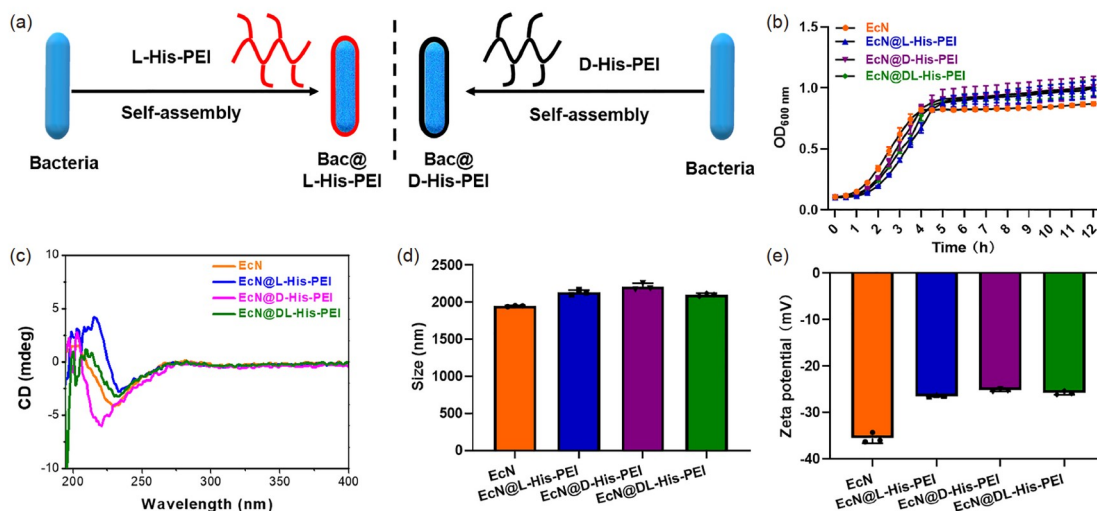 (a)
L-His-PEI
Self-assembly
Bacteria
Bac@
L-His-PEI
Bac@
D-His-PEI
D-His-PEI
Self-assembly
Bacteria
(b)
EcN
EcN@L-His-PEI
EcN@D-His-PEI
EcN@DL-His-PEI
OD600 nm
1.5
1.0
0.5
0.0
0 1 2 3 4 5 6 7 8 9 10 11 12
Time (h)
(c)
EcN
EcN@L-His-PEI
EcN@D-His-PEI
EcN@DL-His-PEI
CD (mdeg)
10
5
0
-5
-10
200 250 300 350 400
Wavelength (nm)
(d)
Size (nm)
2500
2000
1500
1000
500
0
EcN
EcN@L-His-PEI
EcN@D-His-PEI
EcN@DL-His-PEI
(e)
Zeta potential (mV)
0
-10
-20
-30
-40
EcN
EcN@L-His-PEI
EcN@D-His-PEI
EcN@DL-His-PEI